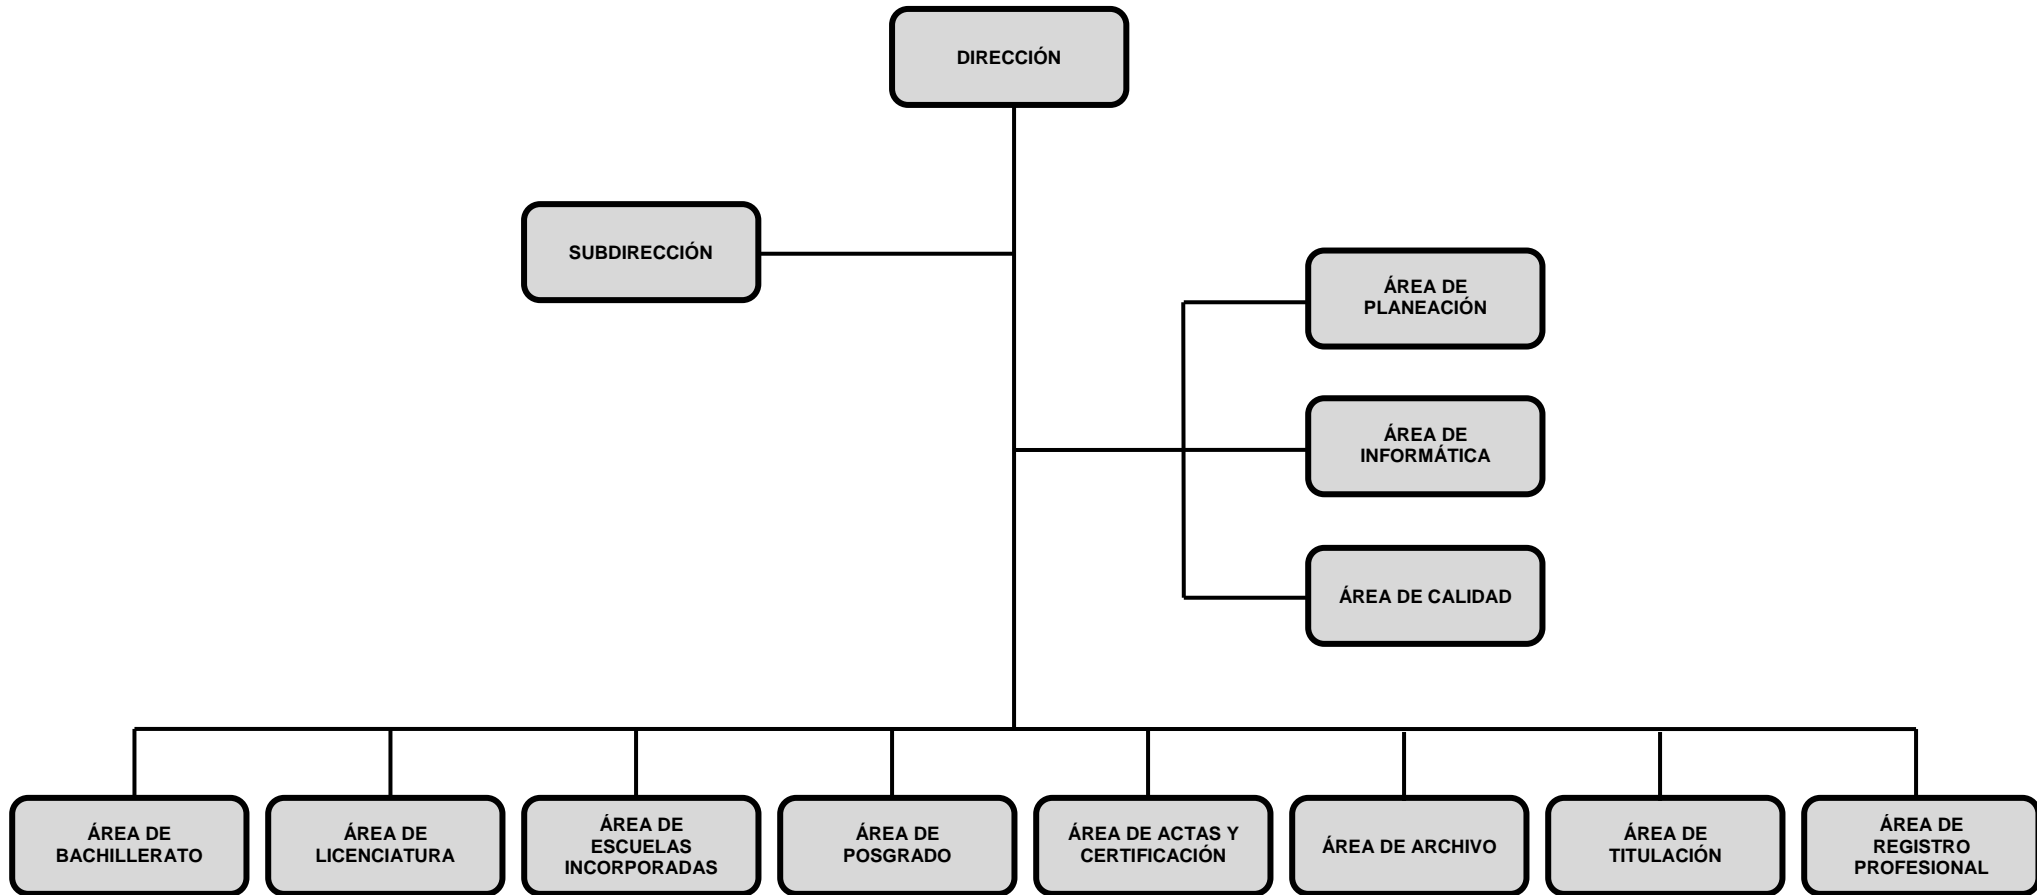 DIRECCIÓN
SUBDIRECCIÓN
ÁREA DE
PLANEACIÓN
ÁREA DE
INFORMÁTICA
ÁREA DE CALIDAD
ÁREA DE
BACHILLERATO
ÁREA DE
LICENCIATURA
ÁREA DE
ESCUELAS
INCORPORADAS
ÁREA DE
POSGRADO
ÁREA DE ACTAS Y
CERTIFICACIÓN
ÁREA DE ARCHIVO
ÁREA DE
TITULACIÓN
ÁREA DE
REGISTRO
PROFESIONAL